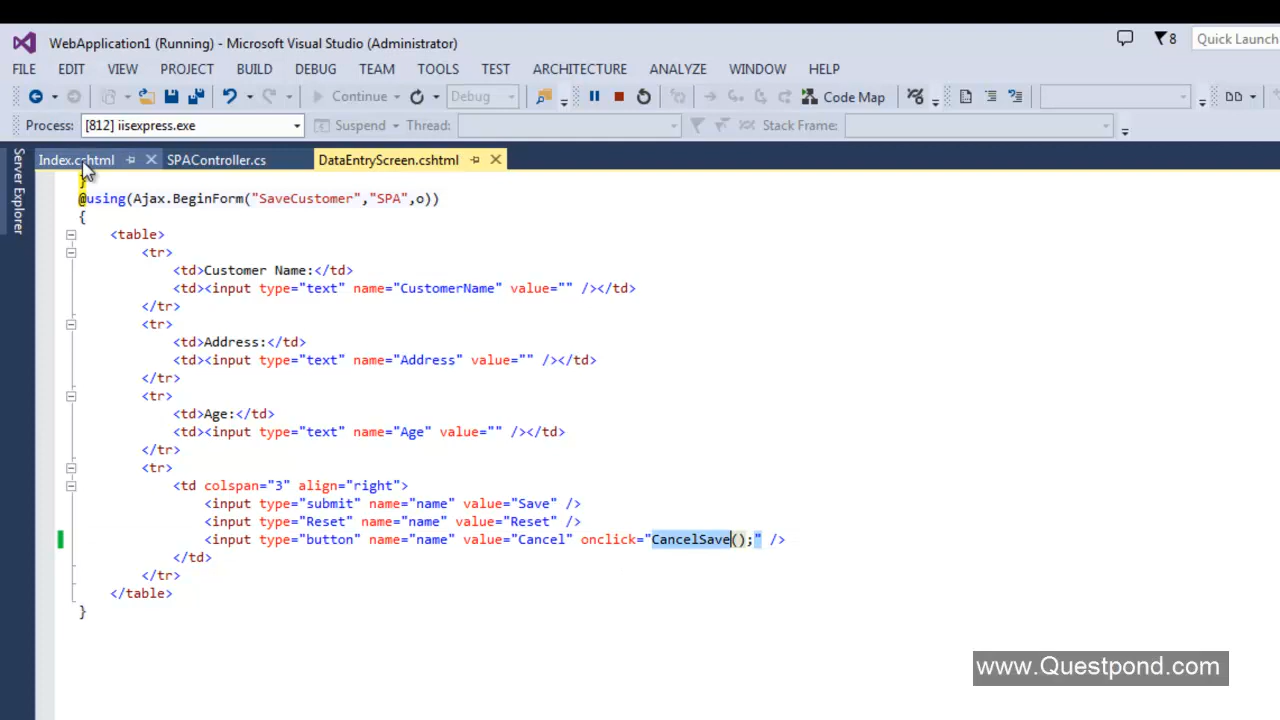 WebApplication1 (Running) - Microsoft Visual Studio (Administrator)
8
Quick Launch
FILE EDIT VIEW PROJECT BUILD DEBUG TEAM TOOLS TEST ARCHITECTURE ANALYZE WINDOW HELP
Continue Debug Code Map
Process: [812] iisexpress.exe Suspend Thread: Stack Frame:
Server Explorer
Index.cshtml SPAController.cs DataEntryScreen.cshtml
}
@using(Ajax.BeginForm("SaveCustomer","SPA",o))
{
<table>
<tr>
<td>Customer Name:</td>
<td><input type="text" name="CustomerName" value="" /></td>
</tr>
<tr>
<td>Address:</td>
<td><input type="text" name="Address" value="" /></td>
</tr>
<tr>
<td>Age:</td>
<td><input type="text" name="Age" value="" /></td>
</tr>
<tr>
<td colspan="3" align="right">
<input type="submit" name="name" value="Save" />
<input type="Reset" name="name" value="Reset" />
<input type="button" name="name" value="Cancel" onclick="CancelSave();" />
</td>
</tr>
</table>
}
www.Questpond.com